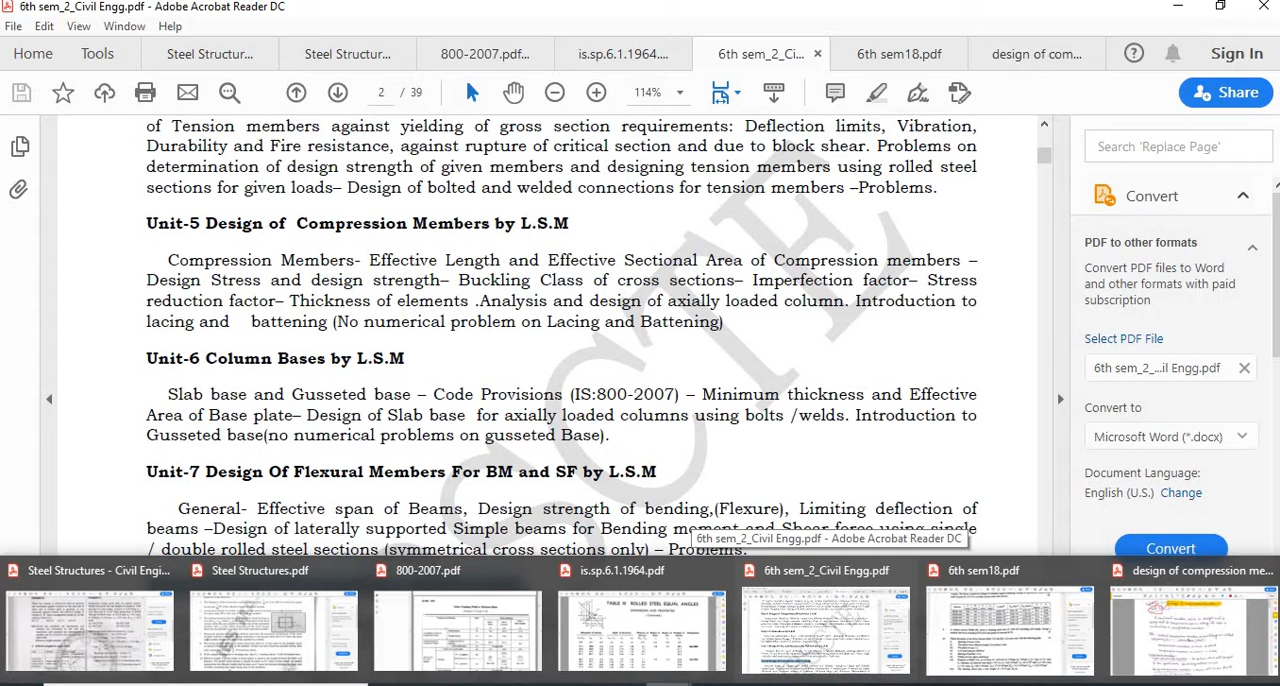 6th sem_2_Civil Engg.pdf - Adobe Acrobat Reader DC
File Edit View Window Help
Home Tools Steel Structur... Steel Structur... 800-2007.pdf... is.sp.6.1.1964.... 6th sem_2_Ci... × 6th sem18.pdf design of com... Sign In
2 / 39 114% Share
of Tension members against yielding of gross section requirements: Deflection limits, Vibration,
Durability and Fire resistance, against rupture of critical section and due to block shear. Problems on
determination of design strength of given members and designing tension members using rolled steel
sections for given loads– Design of bolted and welded connections for tension members –Problems.
Unit-5 Design of Compression Members by L.S.M
Compression Members- Effective Length and Effective Sectional Area of Compression members –
Design Stress and design strength– Buckling Class of cross sections– Imperfection factor– Stress
reduction factor– Thickness of elements .Analysis and design of axially loaded column. Introduction to
lacing and battening (No numerical problem on Lacing and Battening)
Unit-6 Column Bases by L.S.M
Slab base and Gusseted base – Code Provisions (IS:800-2007) – Minimum thickness and Effective
Area of Base plate– Design of Slab base for axially loaded columns using bolts /welds. Introduction to
Gusseted base(no numerical problems on gusseted Base).
Unit-7 Design Of Flexural Members For BM and SF by L.S.M
General- Effective span of Beams, Design strength of bending,(Flexure), Limiting deflection of
beams –Design of laterally supported Simple beams for Bending moment and Shear force using single
/ double rolled steel sections (symmetrical cross sections only) – Problems.
SCTE
6th sem_2_Civil Engg.pdf - Adobe Acrobat Reader DC
Search 'Replace Page'
Convert
PDF to other formats
Convert PDF files to Word
and other formats with paid
subscription
Select PDF File
6th sem_2_...il Engg.pdf
Convert to
Microsoft Word (*.docx)
Document Language:
English (U.S.) Change
Convert
Steel Structures - Civil Engi... Steel Structures.pdf 800-2007.pdf is.sp.6.1.1964.pdf 6th sem_2_Civil Engg.pdf 6th sem18.pdf design of compression me...
TABLE III ROLLED STEEL EQUAL ANGLES